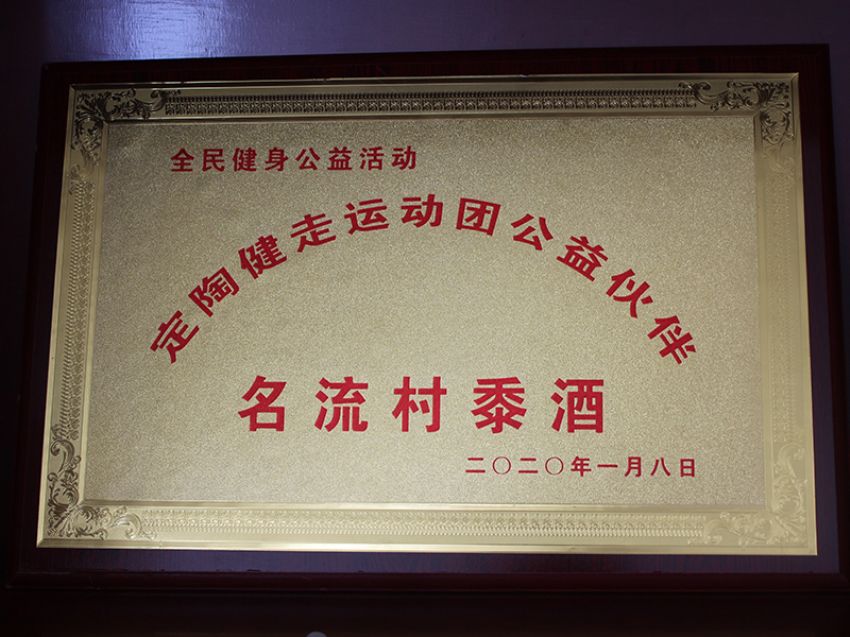 全民健身公益活动
定陶健走运动团公益伙伴
名流村黍酒
二〇二〇年一月八日